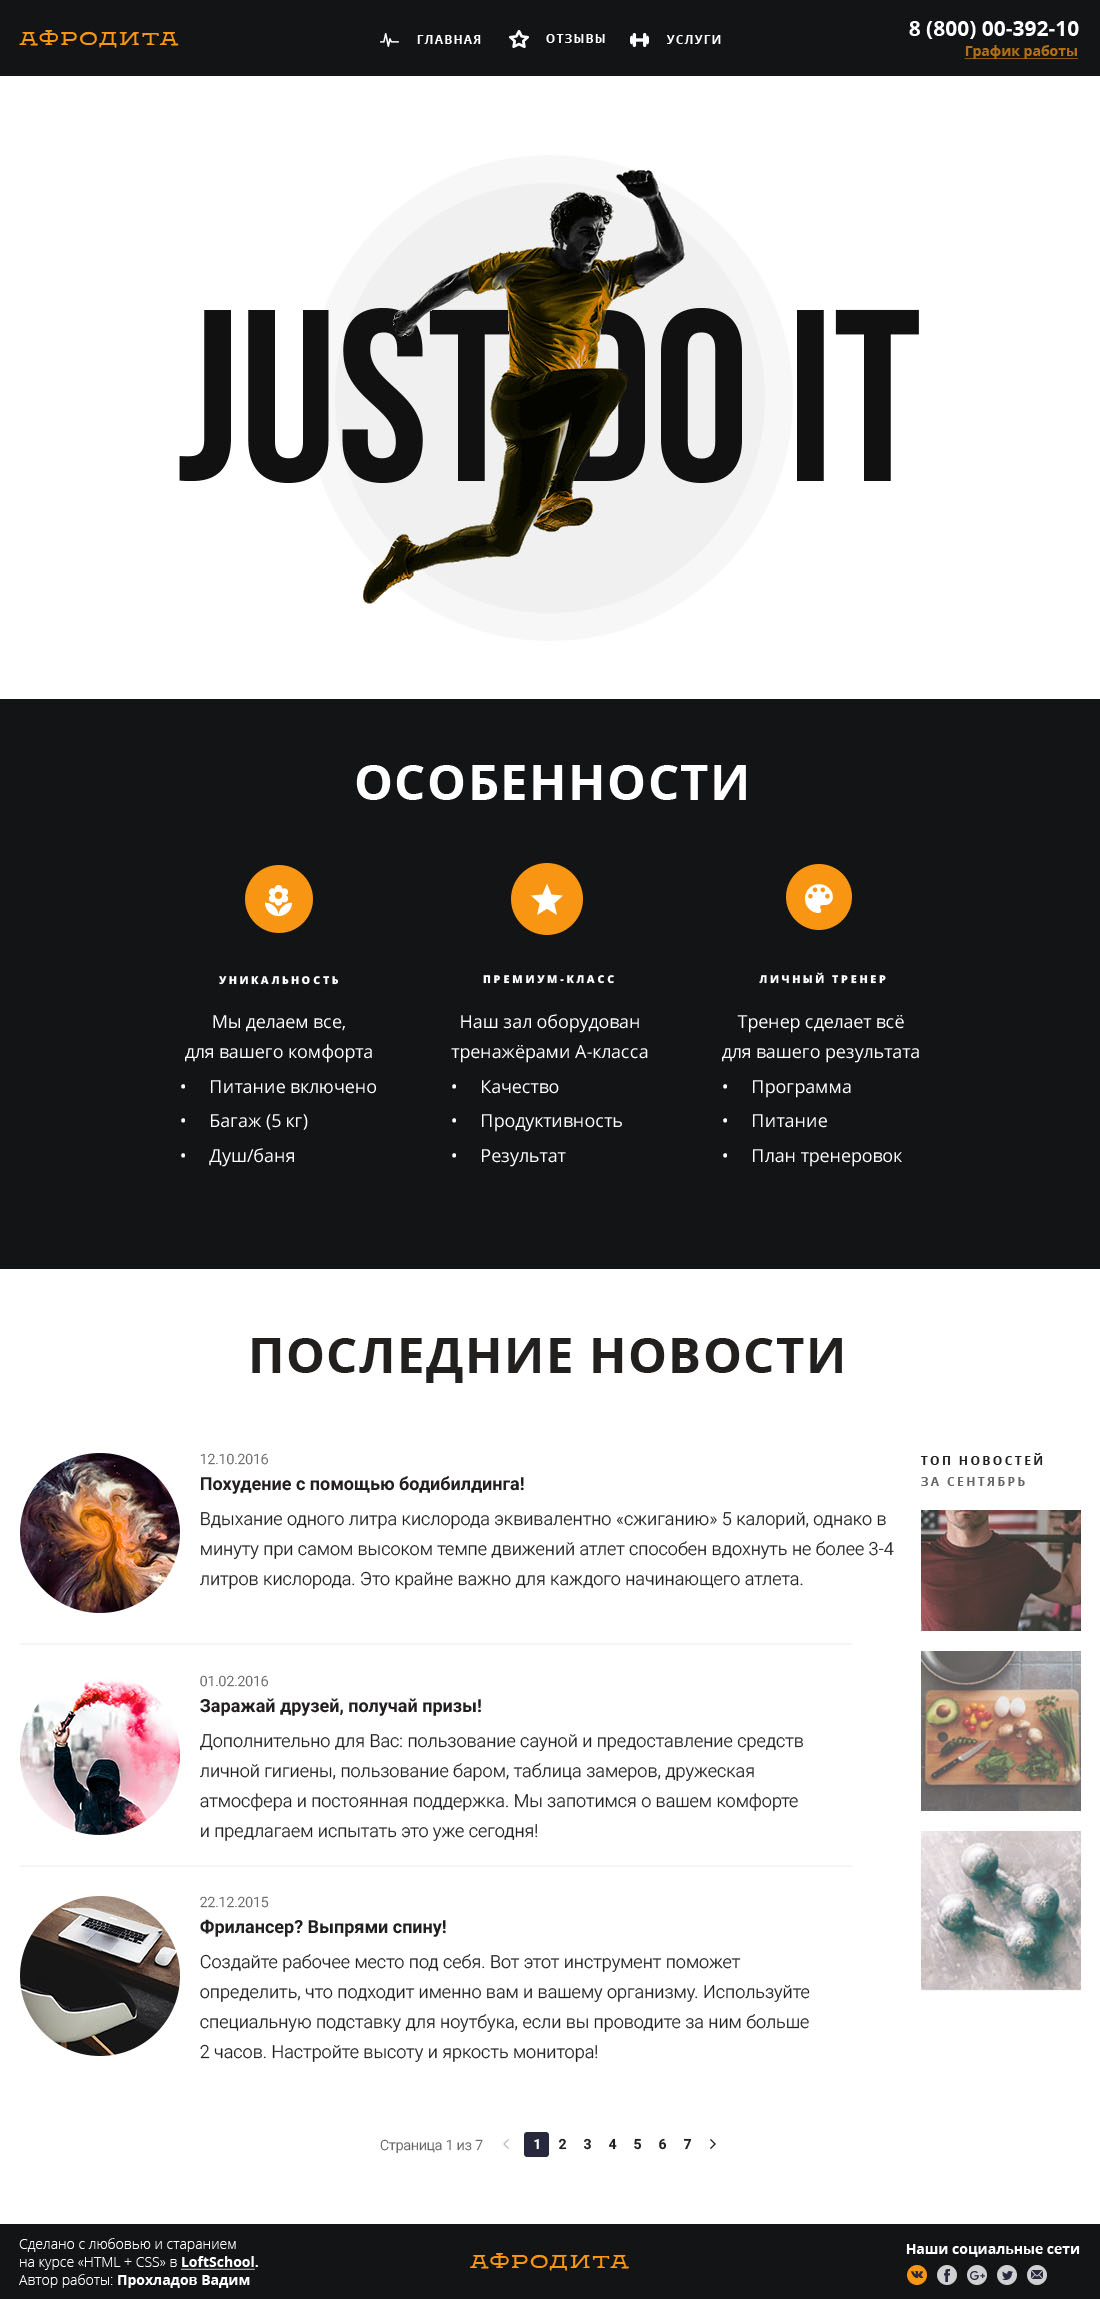 АФРОДИТА
ГЛАВНАЯ
ОТЗЫВЫ
УСЛУГИ
8 (800) 00-392-10
График работы
JUST DO IT
ОСОБЕННОСТИ
УНИКАЛЬНОСТЬ
Мы делаем все,
для вашего комфорта
• Питание включено
• Багаж (5 кг)
• Душ/баня
ПРЕМИУМ-КЛАСС
Наш зал оборудован
тренажёрами А-класса
• Качество
• Продуктивность
• Результат
ЛИЧНЫЙ ТРЕНЕР
Тренер сделает всё
для вашего результата
• Программа
• Питание
• План тренеровок
ПОСЛЕДНИЕ НОВОСТИ
12.10.2016
Похудение с помощью бодибилдинга!
Вдыхание одного литра кислорода эквивалентно «сжиганию» 5 калорий, однако в
минуту при самом высоком темпе движений атлет способен вдохнуть не более 3-4
литров кислорода. Это крайне важно для каждого начинающего атлета.
01.02.2016
Заражай друзей, получай призы!
Дополнительно для Вас: пользование сауной и предоставление средств
личной гигиены, пользование баром, таблица замеров, дружеская
атмосфера и постоянная поддержка. Мы запотимся о вашем комфорте
и предлагаем испытать это уже сегодня!
22.12.2015
Фрилансер? Выпрями спину!
Создайте рабочее место под себя. Вот этот инструмент поможет
определить, что подходит именно вам и вашему организму. Используйте
специальную подставку для ноутбука, если вы проводите за ним больше
2 часов. Настройте высоту и яркость монитора!
ТОП НОВОСТЕЙ
ЗА СЕНТЯБРЬ
Страница 1 из 7 1 2 3 4 5 6 7
Сделано с любовью и старанием
на курсе «HTML + CSS» в LoftSchool.
Автор работы: Прохладов Вадим
АФРОДИТА
Наши социальные сети